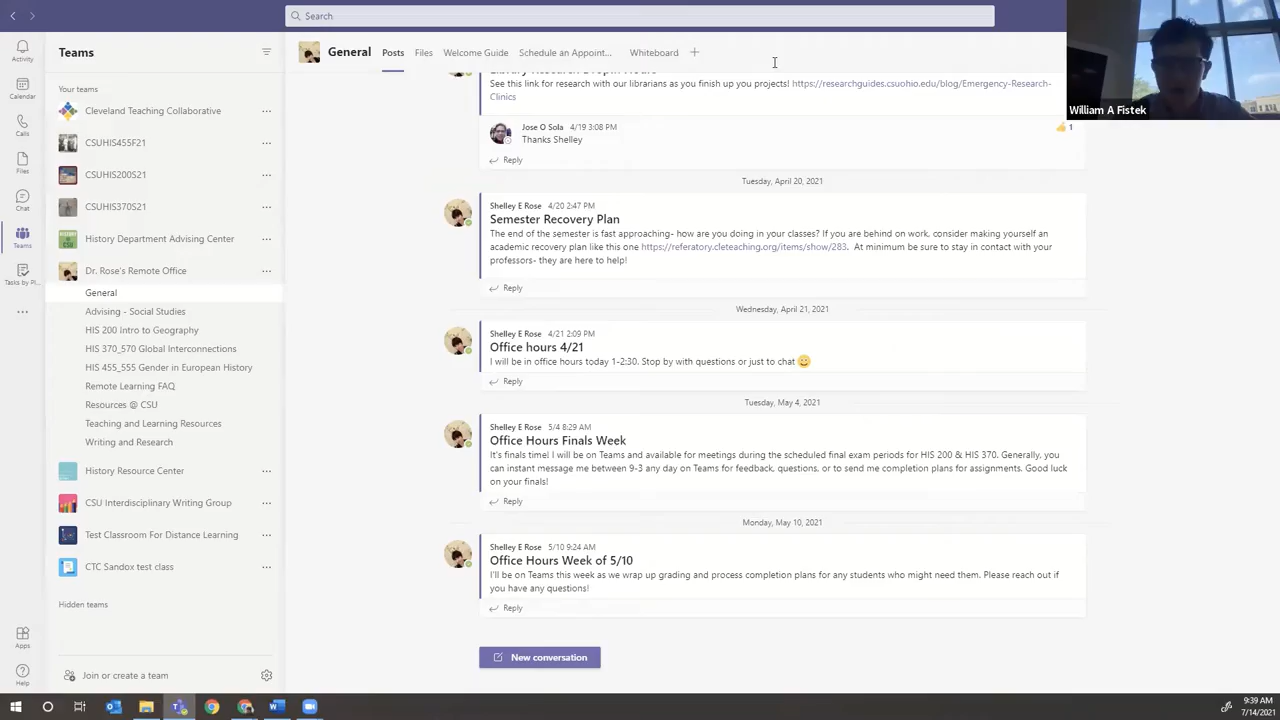 Search
William A Fistek
Activity
Calendar
Calls
Files
Chat
Teams
Tasks by Pl...
Apps
Help
Teams
Your teams
Cleveland Teaching Collaborative
CSUHIS455F21
CSUHIS200S21
CSUHIS370S21
History Department Advising Center
Dr. Rose's Remote Office
General
Advising - Social Studies
HIS 200 Intro to Geography
HIS 370_570 Global Interconnections
HIS 455_555 Gender in European History
Remote Learning FAQ
Resources @ CSU
Teaching and Learning Resources
Writing and Research
History Resource Center
CSU Interdisciplinary Writing Group
Test Classroom For Distance Learning
CTC Sandox test class
Hidden teams
Join or create a team
General Posts Files Welcome Guide Schedule an Appoint... Whiteboard
See this link for research with our librarians as you finish up you projects! https://researchguides.csuohio.edu/blog/Emergency-Research-
Clinics
Jose O Sola 4/19 3:08 PM
1
Thanks Shelley
Reply
Tuesday, April 20, 2021
Shelley E Rose 4/20 2:47 PM
Semester Recovery Plan
The end of the semester is fast approaching- how are you doing in your classes? If you are behind on work, consider making yourself an
academic recovery plan like this one https://referatory.cleteaching.org/items/show/283. At minimum be sure to stay in contact with your
professors- they are here to help!
Reply
Wednesday, April 21, 2021
Shelley E Rose 4/21 2:09 PM
Office hours 4/21
I will be in office hours today 1-2:30. Stop by with questions or just to chat
Reply
Tuesday, May 4, 2021
Shelley E Rose 5/4 8:29 AM
Office Hours Finals Week
It's finals time! I will be on Teams and available for meetings during the scheduled final exam periods for HIS 200 & HIS 370. Generally, you
can instant message me between 9-3 any day on Teams for feedback, questions, or to send me completion plans for assignments. Good luck
on your finals!
Reply
Monday, May 10, 2021
Shelley E Rose 5/10 9:24 AM
Office Hours Week of 5/10
I'll be on Teams this week as we wrap up grading and process completion plans for any students who might need them. Please reach out if
you have any questions!
Reply
New conversation
9:39 AM
7/14/2021